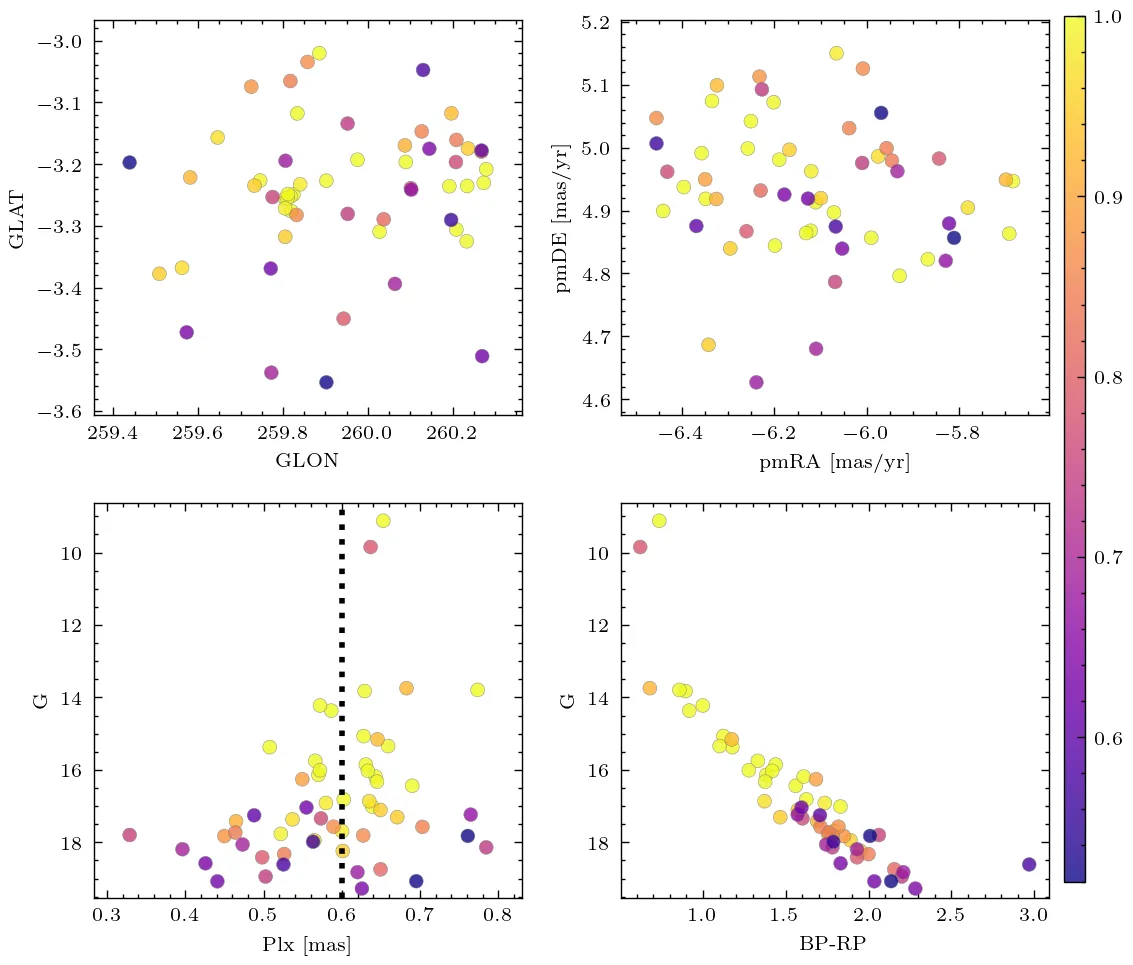 −3.0
−3.1
−3.2
−3.3
−3.4
−3.5
−3.6
GLAT
259.4 259.6 259.8 260.0 260.2
GLON
5.2
5.1
5.0
4.9
4.8
4.7
4.6
pmDE [mas/yr]
−6.4 −6.2 −6.0 −5.8
pmRA [mas/yr]
1.0
0.9
0.8
0.7
0.6
10
12
14
16
18
G
0.3 0.4 0.5 0.6 0.7 0.8
Plx [mas]
10
12
14
16
18
G
1.0 1.5 2.0 2.5 3.0
BP-RP